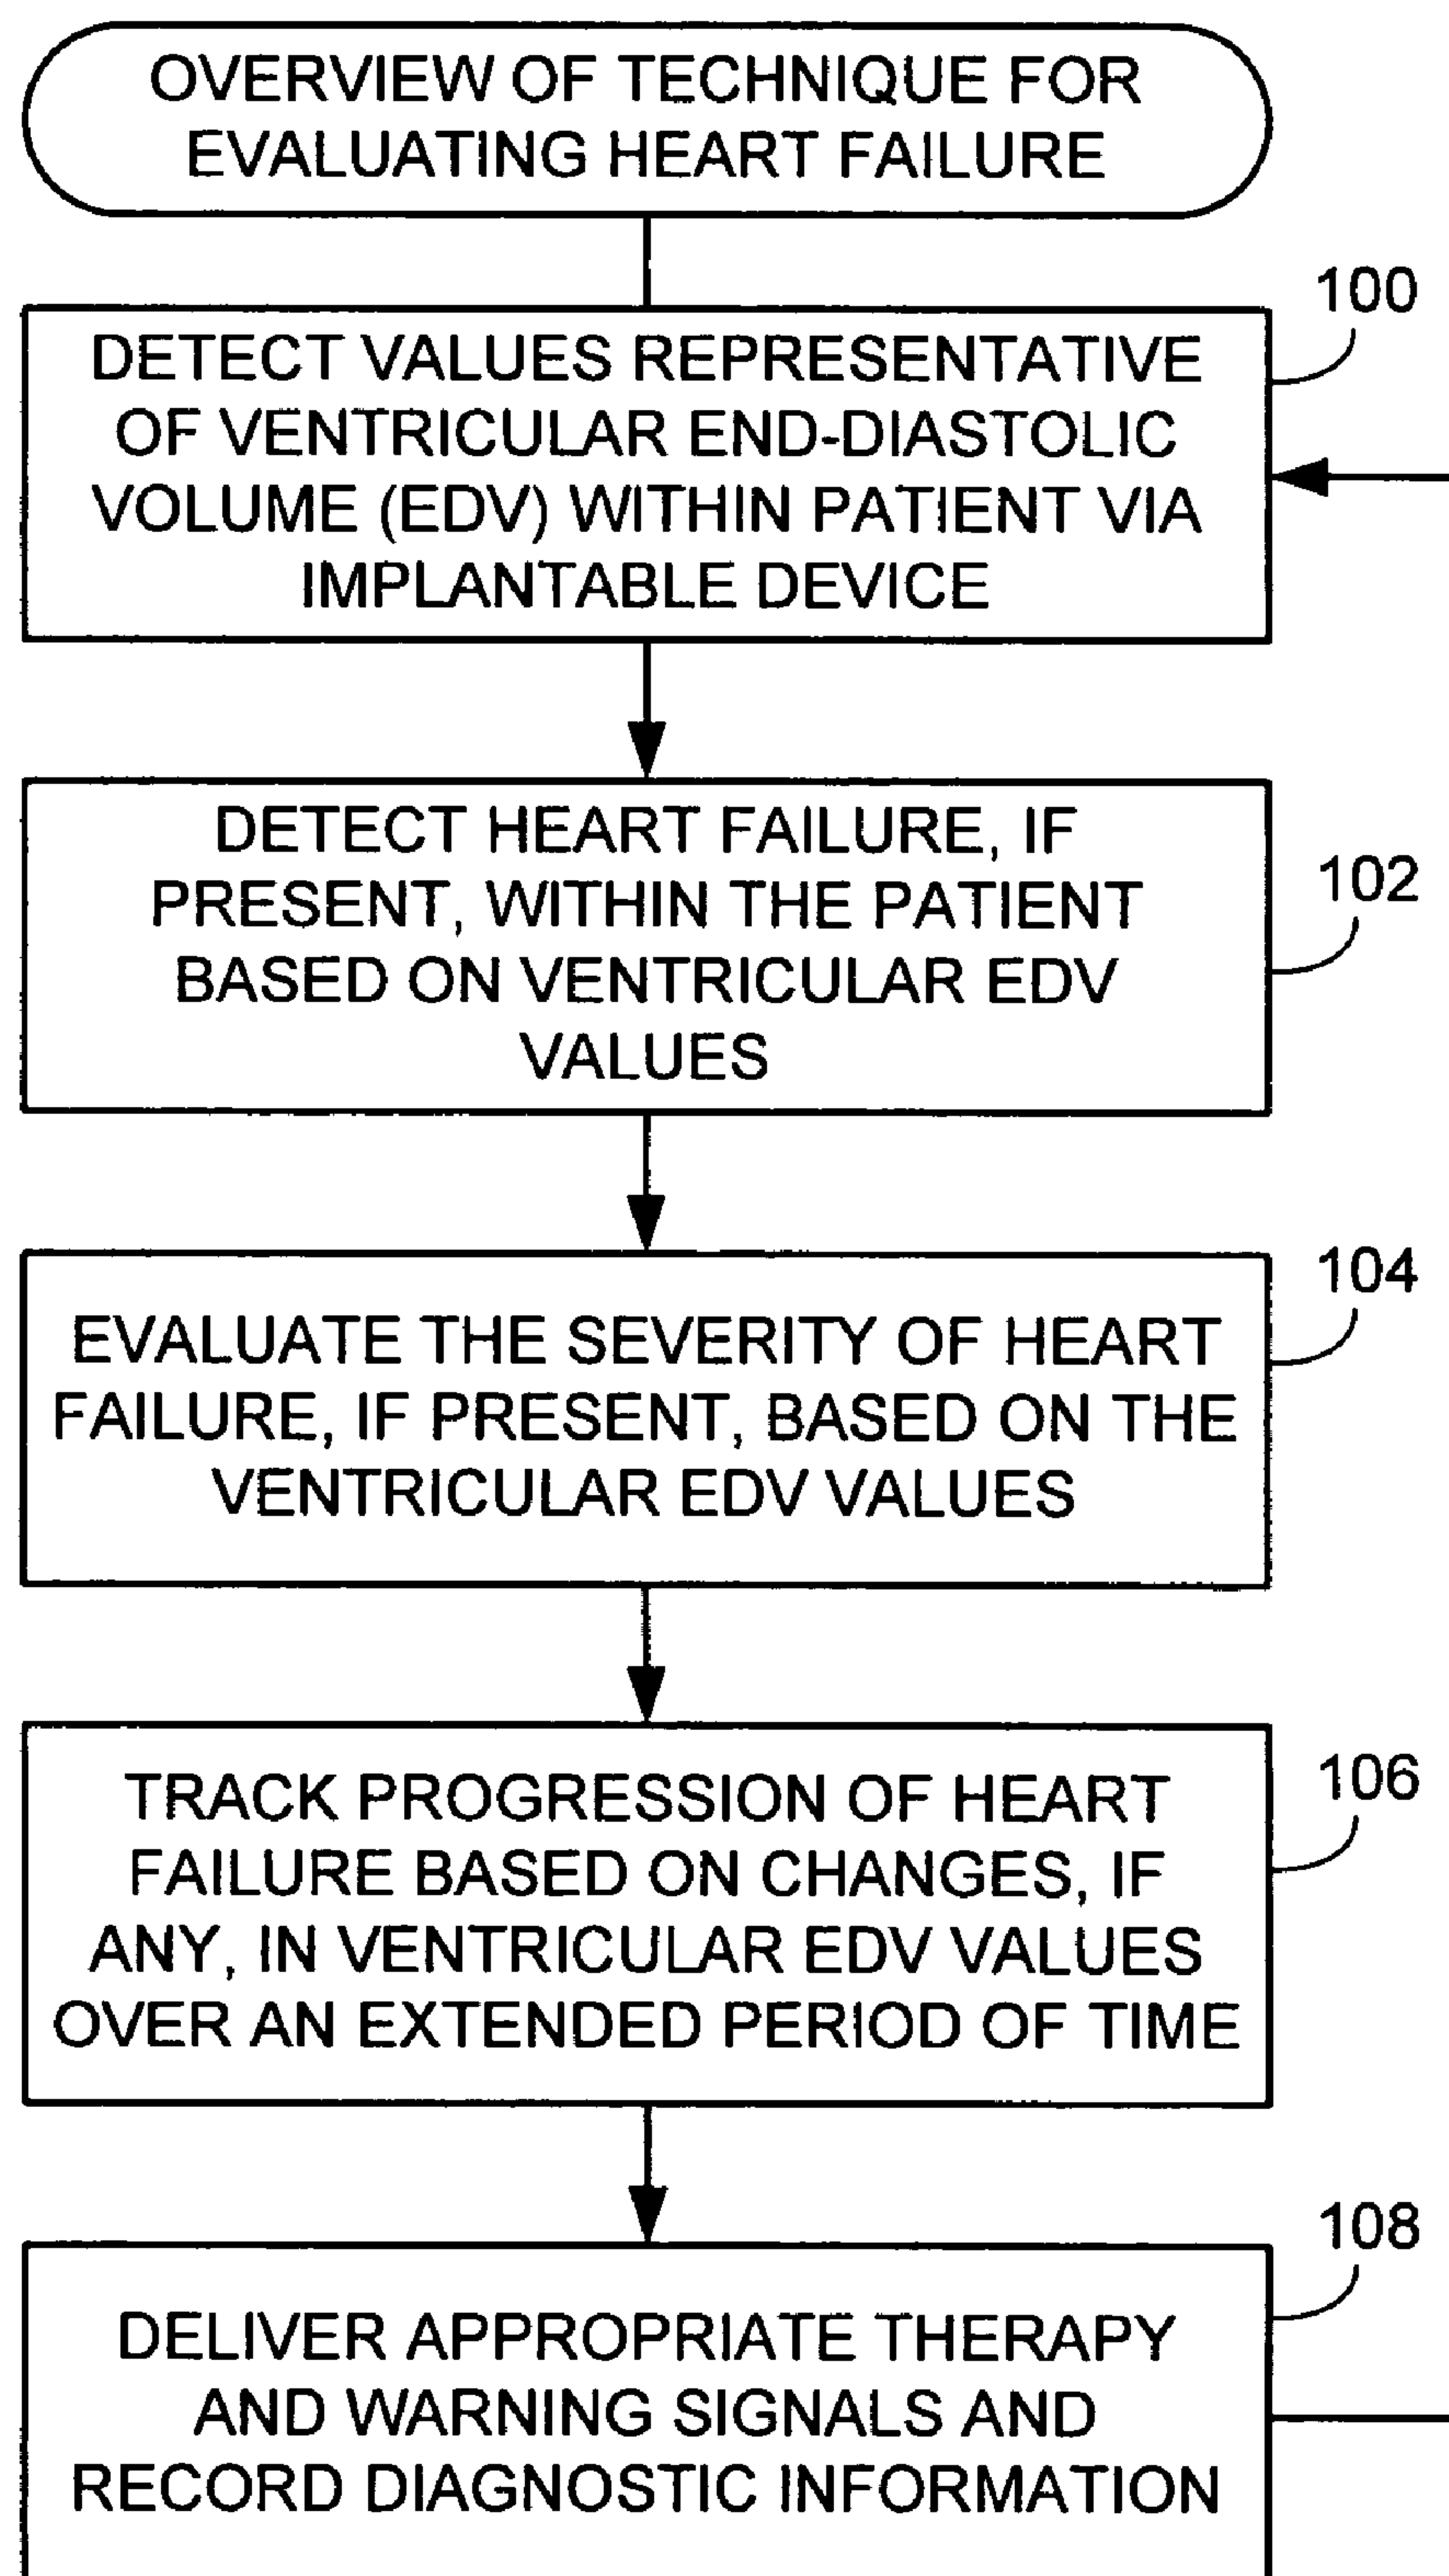 OVERVIEW OF TECHNIQUE FOR
EVALUATING HEART FAILURE
100
DETECT VALUES REPRESENTATIVE
OF VENTRICULAR END-DIASTOLIC
VOLUME (EDV) WITHIN PATIENT VIA
IMPLANTABLE DEVICE
102
DETECT HEART FAILURE, IF
PRESENT, WITHIN THE PATIENT
BASED ON VENTRICULAR EDV
VALUES
104
EVALUATE THE SEVERITY OF HEART
FAILURE, IF PRESENT, BASED ON THE
VENTRICULAR EDV VALUES
106
TRACK PROGRESSION OF HEART
FAILURE BASED ON CHANGES, IF
ANY, IN VENTRICULAR EDV VALUES
OVER AN EXTENDED PERIOD OF TIME
108
DELIVER APPROPRIATE THERAPY
AND WARNING SIGNALS AND
RECORD DIAGNOSTIC INFORMATION